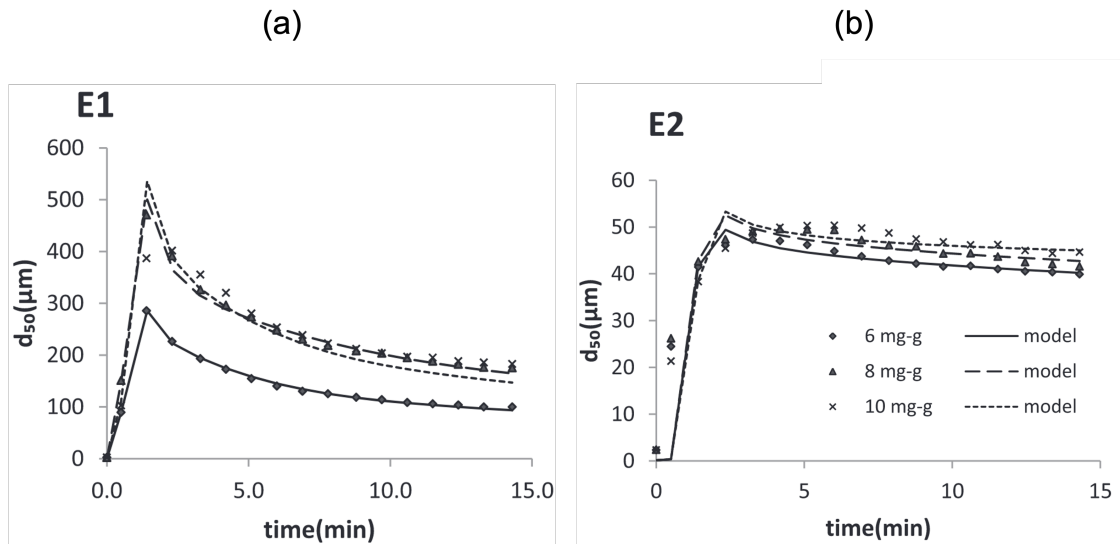 (a)
E1
d₅₀(µm)
600
500
400
300
200
100
0
0.0 5.0 10.0 15.0
time(min)
(b)
E2
d₅₀(µm)
60
50
40
30
20
10
0
6 mg-g model
8 mg-g model
10 mg-g model
0 5 10 15
time(min)